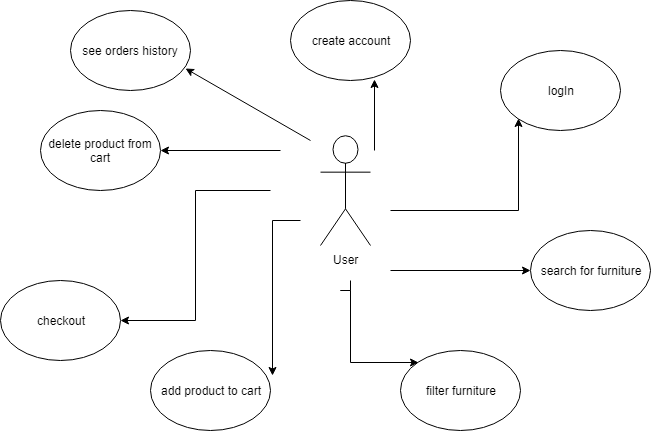 create account
see orders history
logIn
delete product from
cart
User
search for furniture
checkout
add product to cart
filter furniture